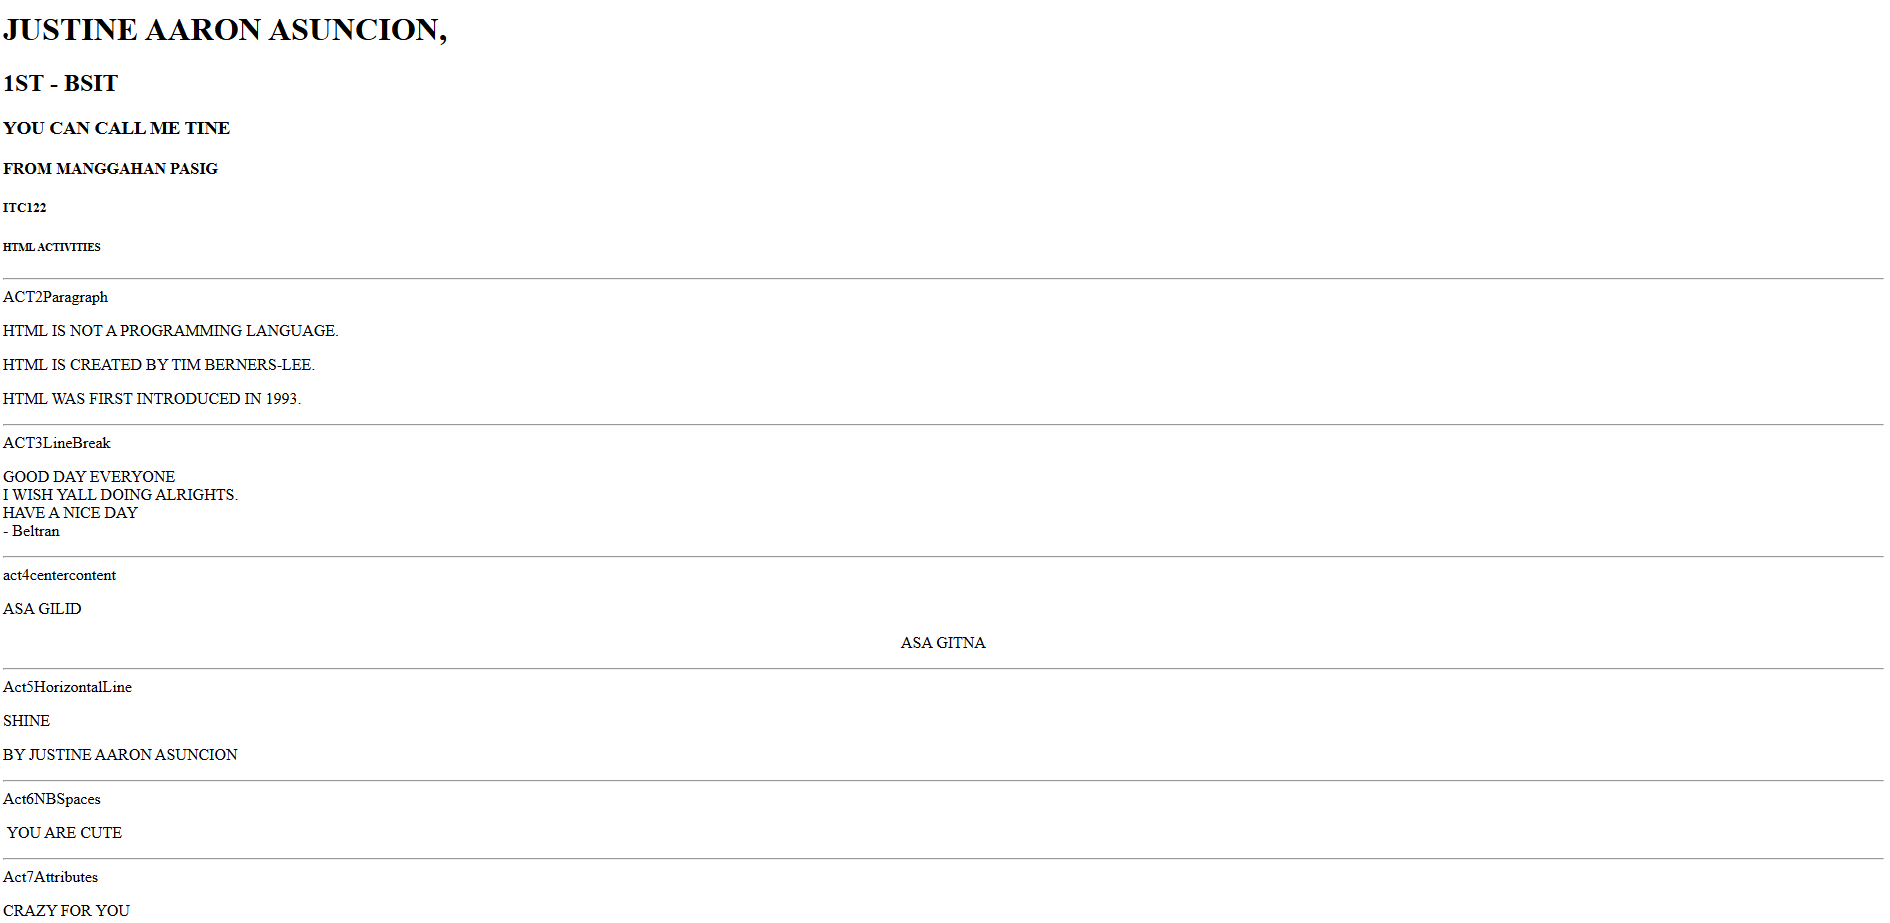 JUSTINE AARON ASUNCION,
1ST - BSIT
YOU CAN CALL ME TINE
FROM MANGGAHAN PASIG
ITC122
HTML ACTIVITIES
ACT2Paragraph
HTML IS NOT A PROGRAMMING LANGUAGE.
HTML IS CREATED BY TIM BERNERS-LEE.
HTML WAS FIRST INTRODUCED IN 1993.
ACT3LineBreak
GOOD DAY EVERYONE
I WISH YALL DOING ALRIGHTS.
HAVE A NICE DAY
- Beltran
act4centercontent
ASA GILID
ASA GITNA
Act5HorizontalLine
SHINE
BY JUSTINE AARON ASUNCION
Act6NBSpaces
YOU ARE CUTE
Act7Attributes
CRAZY FOR YOU